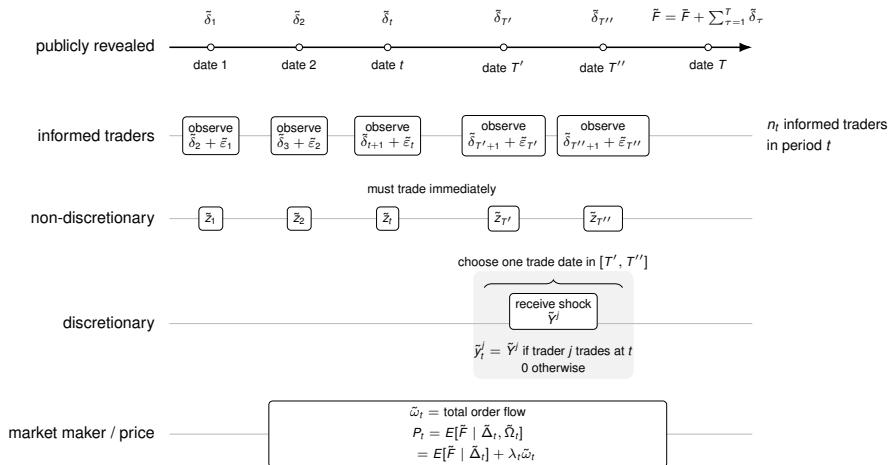 δ̃₁ δ̃₂ δ̃ₜ δ̃_T′ δ̃_T″ F̃ = F̄ + ∑_{τ=1}^{T} δ̃_τ
publicly revealed
date 1 date 2 date t date T′ date T″ date T
informed traders
observe δ̃₂ + ε̃₁
observe δ̃₃ + ε̃₂
observe δ̃_{t+1} + ε̃ₜ
observe δ̃_{T′+1} + ε̃_{T′}
observe δ̃_{T″+1} + ε̃_{T″}
nₜ informed traders
in period t
must trade immediately
non-discretionary z̃₁ z̃₂ z̃ₜ z̃_{T′} z̃_{T″}
choose one trade date in [T′, T″]
discretionary
receive shock
Ỹʲ
ỹₜʲ = Ỹʲ if trader j trades at t
0 otherwise
market maker / price
ω̃ₜ = total order flow
Pₜ = E[F̃ | Δ̃ₜ, Ω̃ₜ]
= E[F̃ | Δ̃ₜ] + λₜω̃ₜ